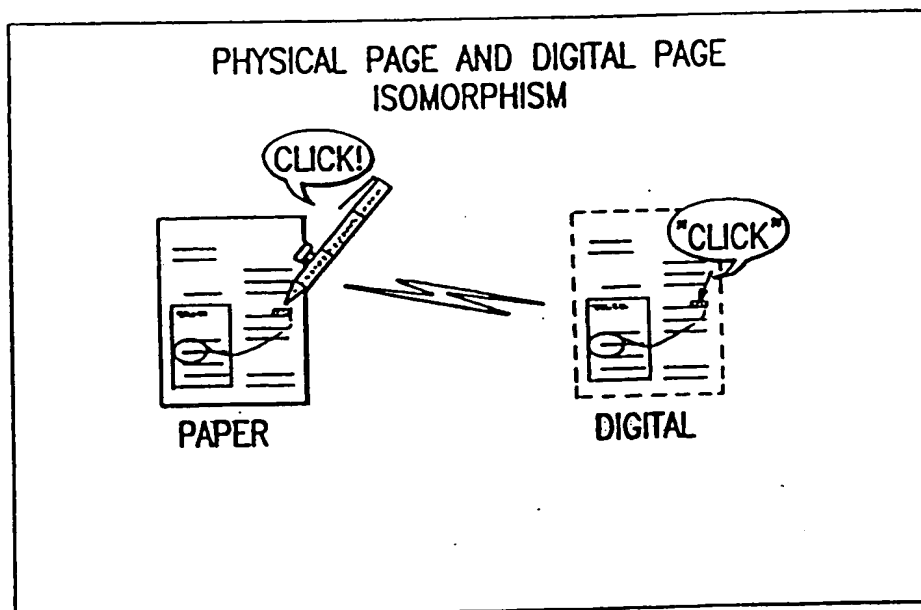 PHYSICAL PAGE AND DIGITAL PAGE
ISOMORPHISM
CLICK!
"CLICK"
PAPER
DIGITAL